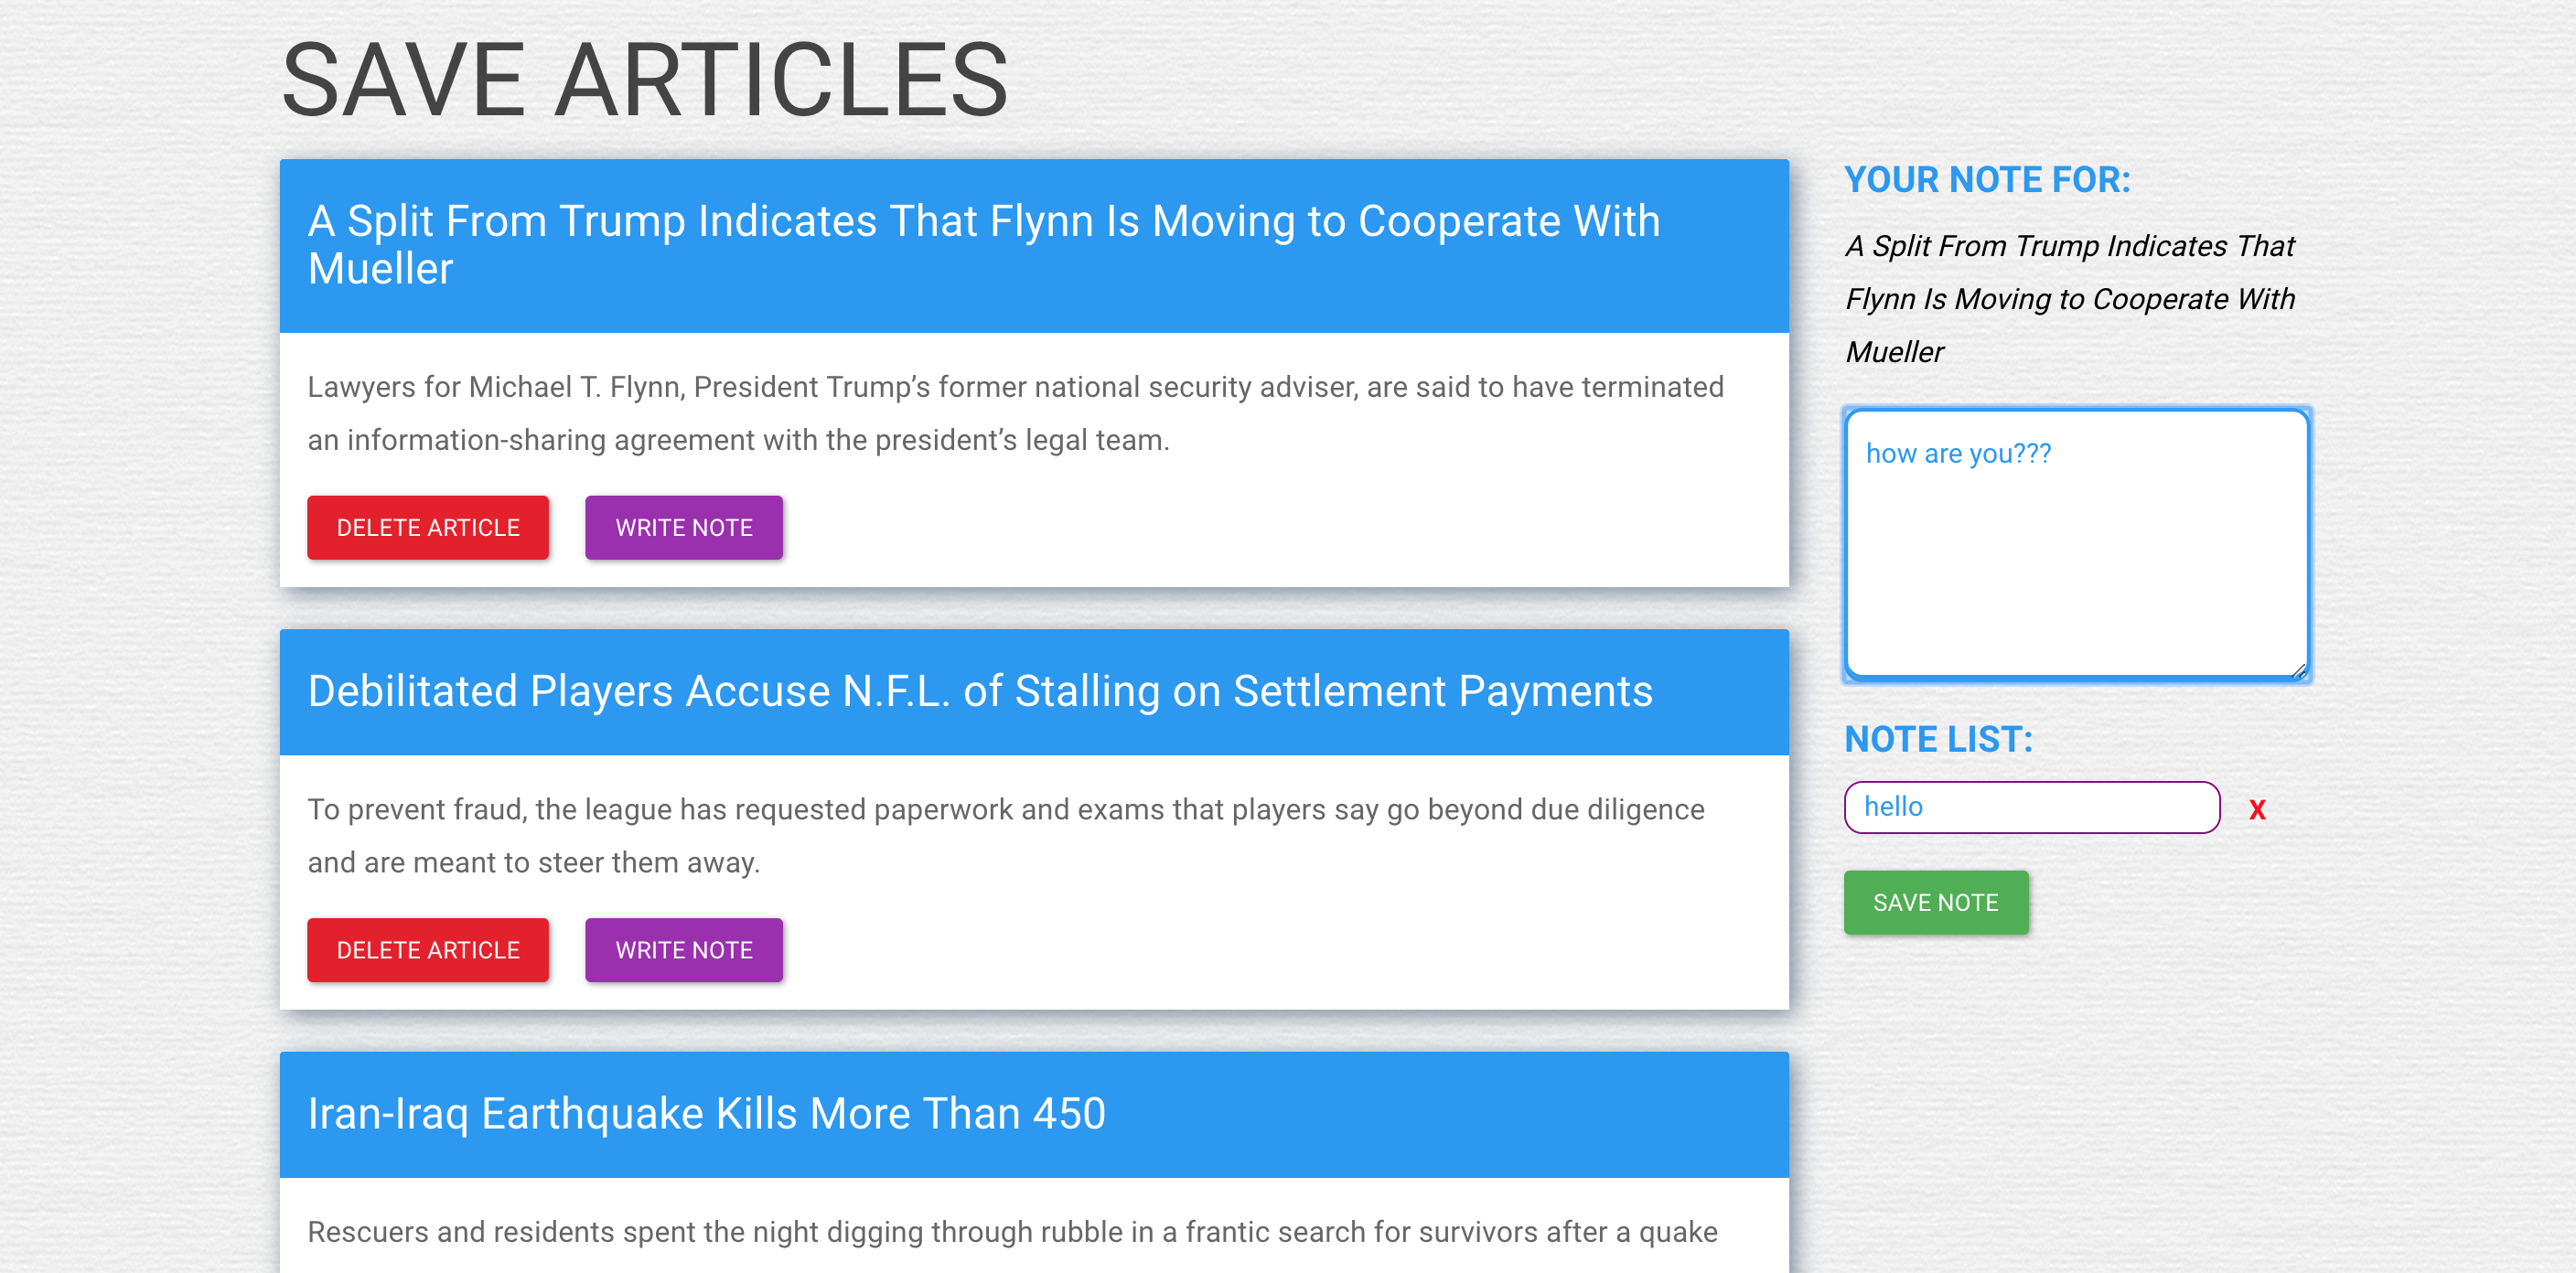 SAVE ARTICLES
A Split From Trump Indicates That Flynn Is Moving to Cooperate With
Mueller
Lawyers for Michael T. Flynn, President Trump’s former national security adviser, are said to have terminated
an information-sharing agreement with the president’s legal team.
DELETE ARTICLE
WRITE NOTE
Debilitated Players Accuse N.F.L. of Stalling on Settlement Payments
To prevent fraud, the league has requested paperwork and exams that players say go beyond due diligence
and are meant to steer them away.
DELETE ARTICLE
WRITE NOTE
Iran-Iraq Earthquake Kills More Than 450
Rescuers and residents spent the night digging through rubble in a frantic search for survivors after a quake
YOUR NOTE FOR:
A Split From Trump Indicates That
Flynn Is Moving to Cooperate With
Mueller
how are you???
NOTE LIST:
hello
X
SAVE NOTE